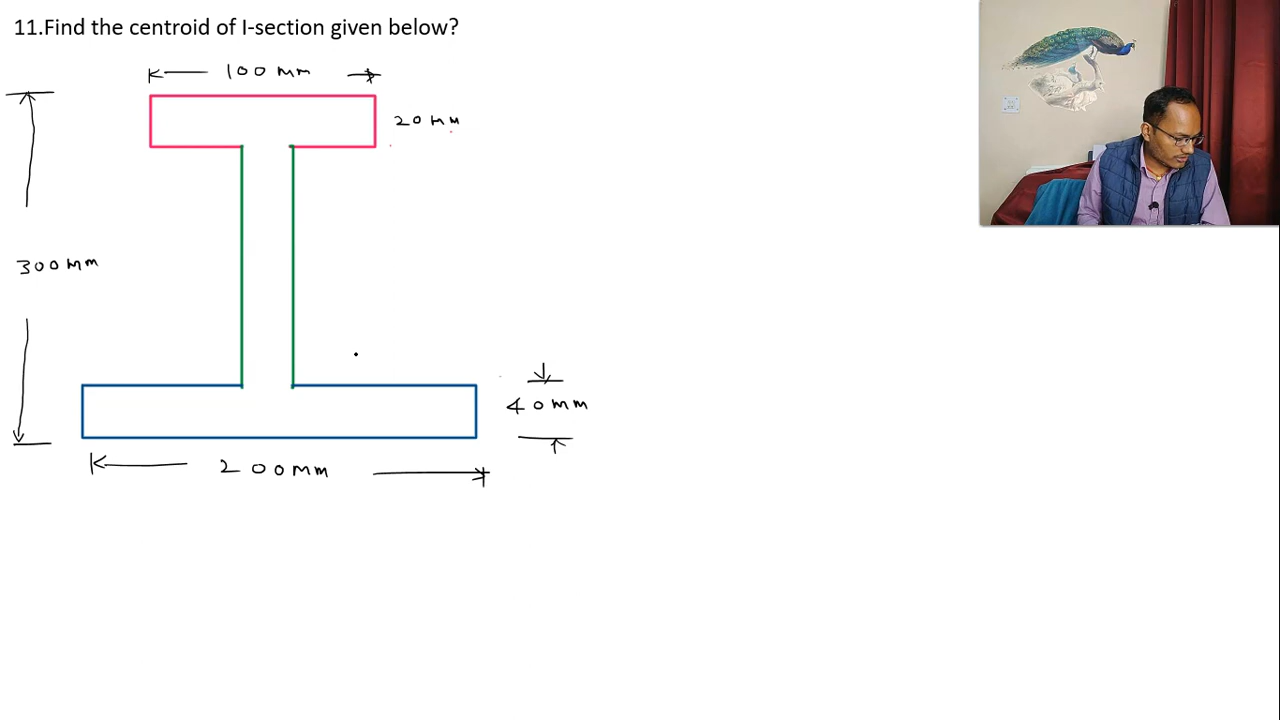 11.Find the centroid of I-section given below?
100 mm
20 mm
300 mm
40 mm
200 mm